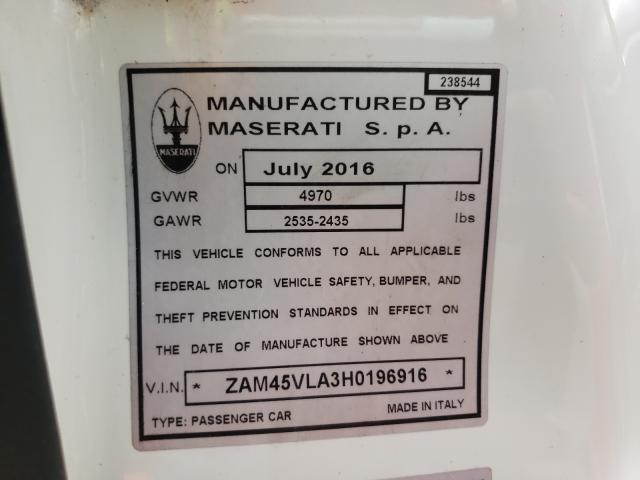 238544
MANUFACTURED BY
MASERATI S. p. A.
MASERATI
ON July 2016
GVWR 4970 lbs
GAWR 2535-2435 lbs
THIS VEHICLE CONFORMS TO ALL APPLICABLE
FEDERAL MOTOR VEHICLE SAFETY, BUMPER, AND
THEFT PREVENTION STANDARDS IN EFFECT ON
THE DATE OF MANUFACTURE SHOWN ABOVE
V.I.N. * ZAM45VLA3H0196916 *
TYPE: PASSENGER CAR MADE IN ITALY